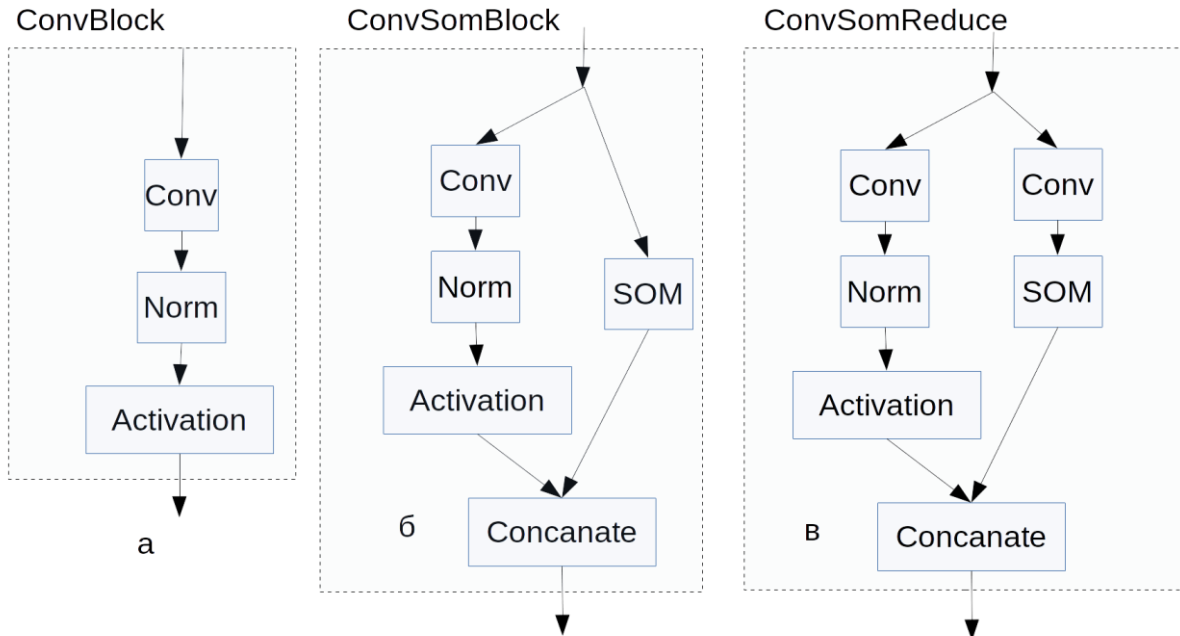 ConvBlock
Conv
Norm
Activation
а
ConvSomBlock
Conv
Norm
SOM
Activation
Concanate
б
ConvSomReduce
Conv
Conv
Norm
SOM
Activation
Concanate
в